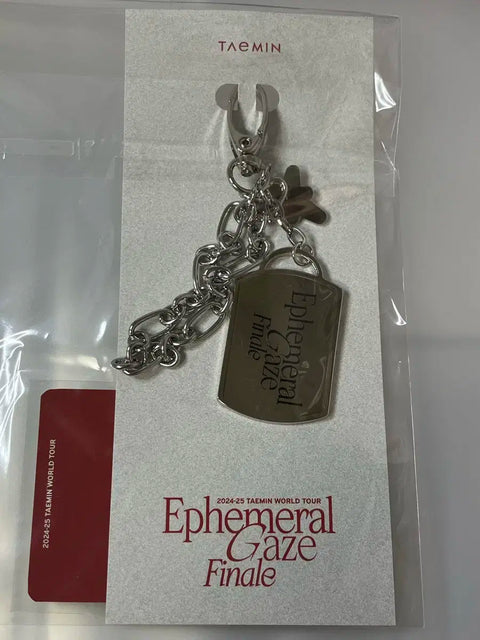 TAeMIN
Ephemeral
Gaze
Finale
2024-25 TAEMIN WORLD TOUR
2024-25 TAEMIN WORLD TOUR
Ephemeral
Gaze
Finale